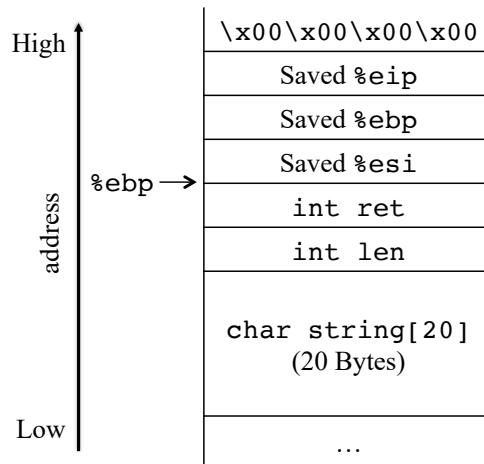 High
\x00\x00\x00\x00
Saved %eip
Saved %ebp
Saved %esi
%ebp
int ret
int len
address
char string[20]
(20 Bytes)
Low
...